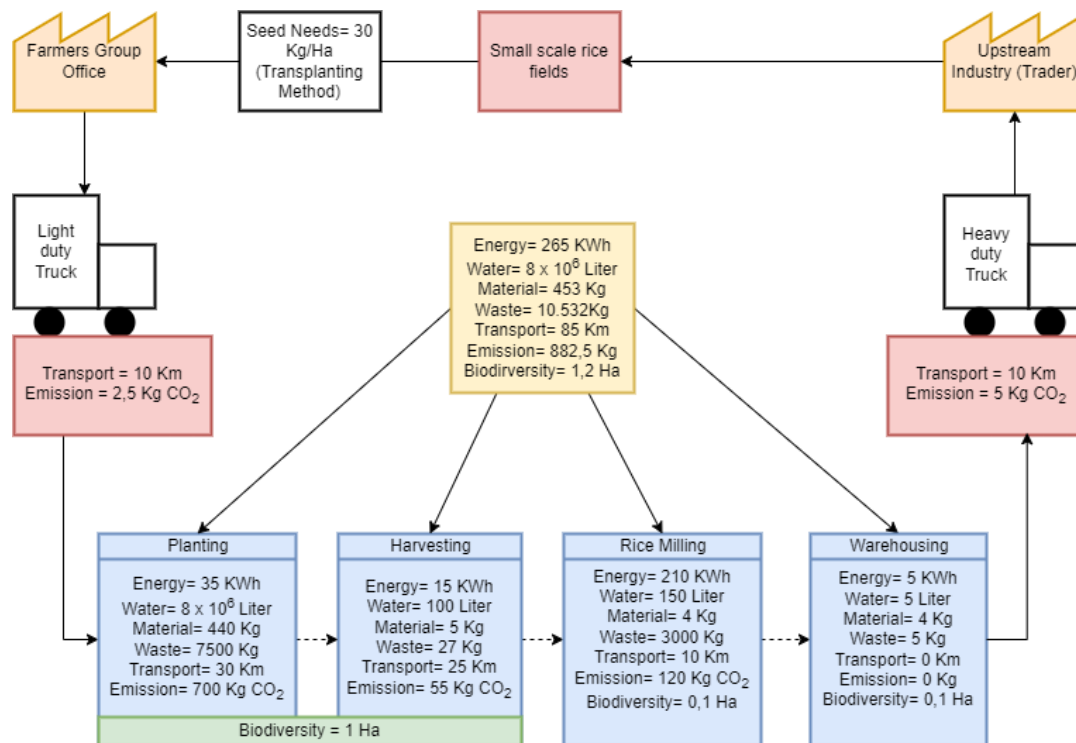 Farmers Group
Office
Seed Needs= 30
Kg/Ha
(Transplanting
Method)
Small scale rice
fields
Upstream
Industry (Trader)
Light
duty
Truck
Heavy
duty
Truck
Energy= 265 KWh
Water= 8 x 10⁶ Liter
Material= 453 Kg
Waste= 10.532Kg
Transport= 85 Km
Emission= 882,5 Kg
Biodirversity= 1,2 Ha
Transport = 10 Km
Emission = 2,5 Kg CO₂
Transport = 10 Km
Emission = 5 Kg CO₂
Planting
Energy= 35 KWh
Water= 8 x 10⁶ Liter
Material= 440 Kg
Waste= 7500 Kg
Transport= 30 Km
Emission= 700 Kg CO₂
Harvesting
Energy= 15 KWh
Water= 100 Liter
Material= 5 Kg
Waste= 27 Kg
Transport= 25 Km
Emission= 55 Kg CO₂
Biodiversity = 1 Ha
Rice Milling
Energy= 210 KWh
Water= 150 Liter
Material= 4 Kg
Waste= 3000 Kg
Transport= 10 Km
Emission= 120 Kg CO₂
Biodiversity= 0,1 Ha
Warehousing
Energy= 5 KWh
Water= 5 Liter
Material= 4 Kg
Waste= 5 Kg
Transport= 0 Km
Emission= 0 Kg
Biodiversity= 0,1 Ha